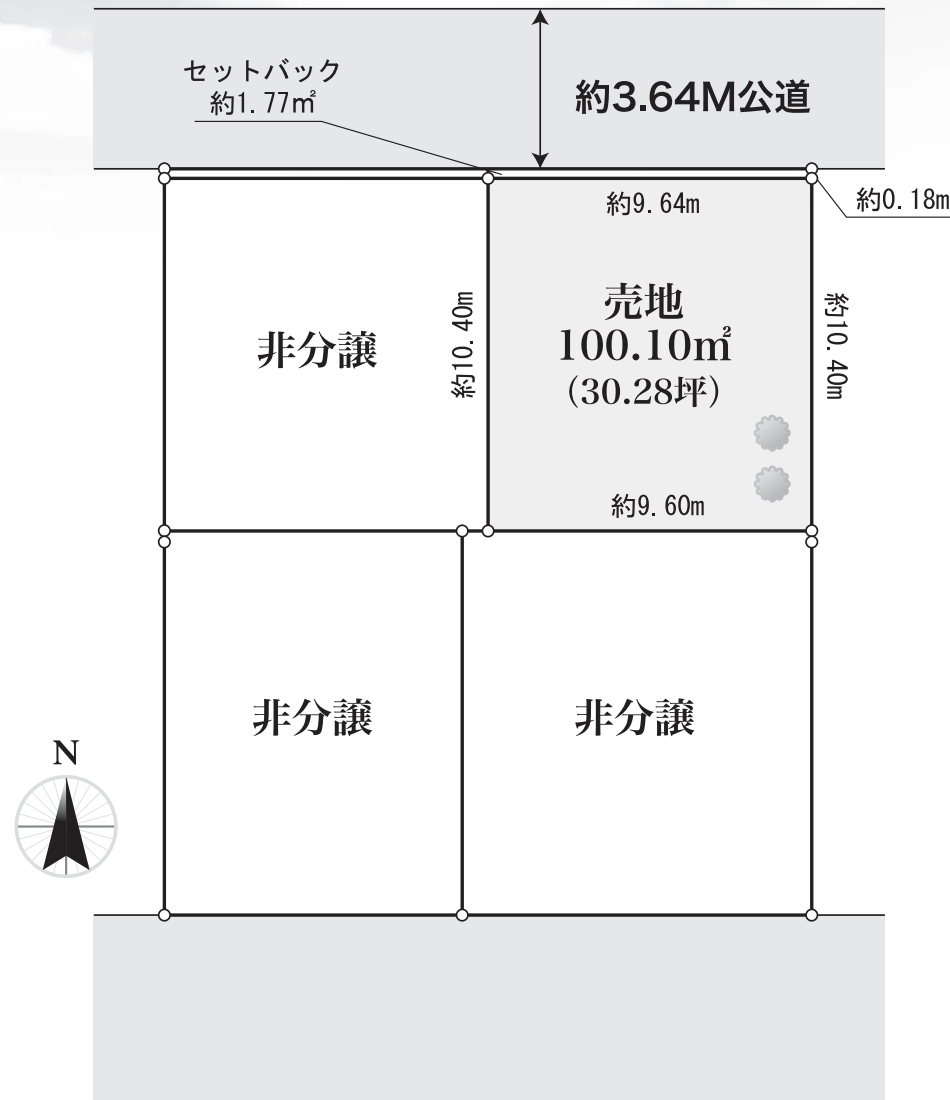 セットバック
約1.77㎡
約3.64M公道
約9.64m
約0.18m
売地
100.10㎡
（30.28坪）
約10.40m
約10.40m
約9.60m
非分譲
非分譲
非分譲
N